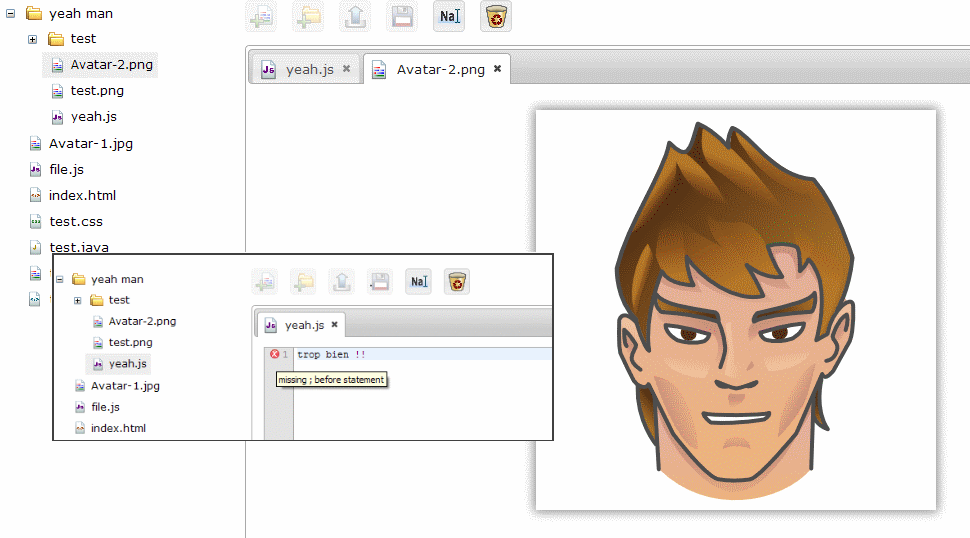 yeah man
test
Avatar-2.png
test.png
yeah.js
Avatar-1.jpg
file.js
index.html
test.css
test.java
Na
yeah.js
Avatar-2.png
yeah man
test
Avatar-2.png
test.png
yeah.js
Avatar-1.jpg
file.js
index.html
Na
yeah.js
1 trop bien !!
missing ; before statement